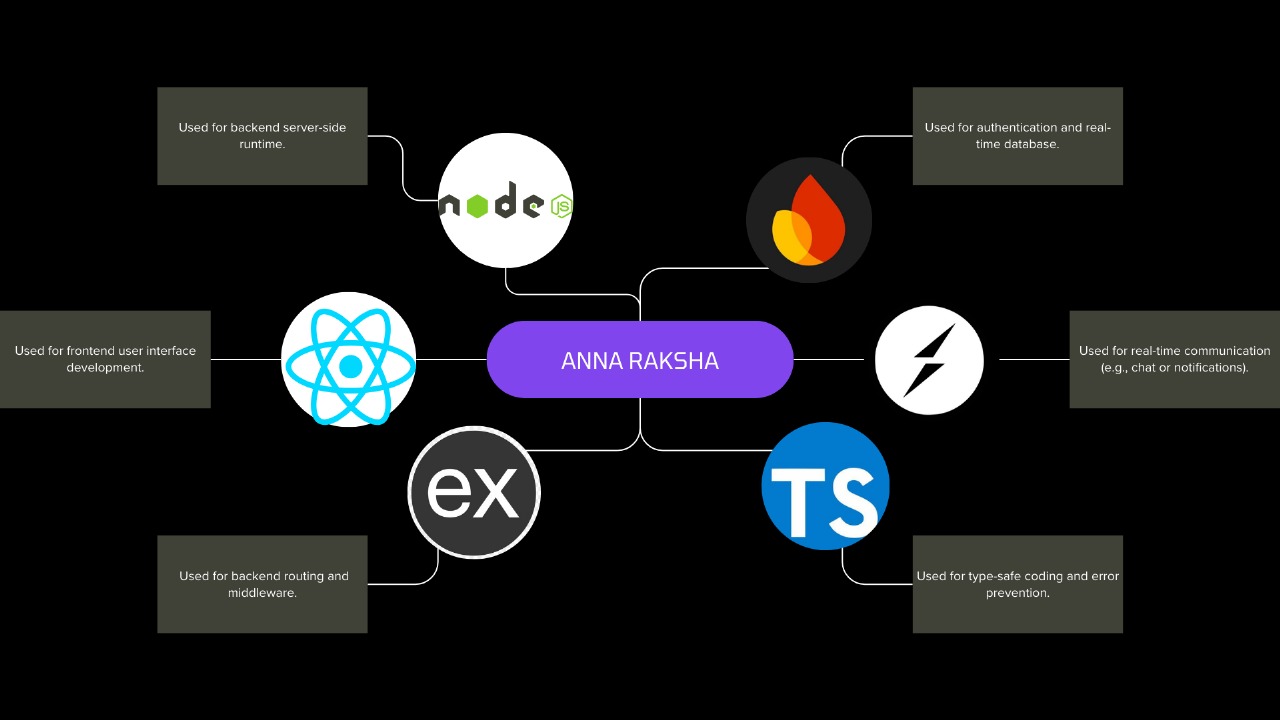 Used for backend server-side
runtime.
Used for authentication and real-
time database.
node
JS
Used for frontend user interface
development.
ANNA RAKSHA
Used for real-time communication
(e.g., chat or notifications).
ex
TS
Used for backend routing and
middleware.
Used for type-safe coding and error
prevention.